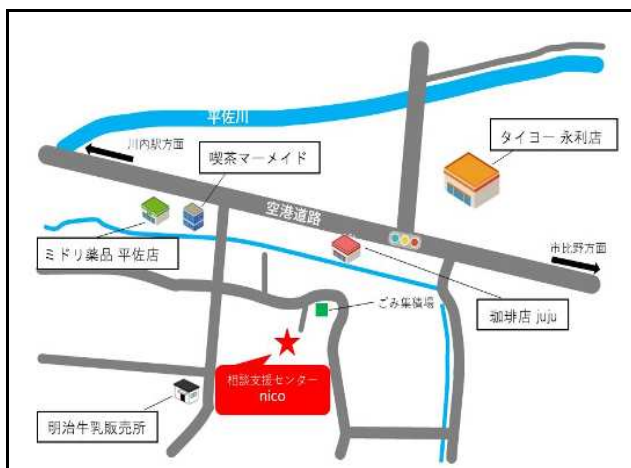 平佐川
川内駅方面
喫茶マーメイド
タイヨー 永利店
空港道路
ミドリ薬品 平佐店
市比野方面
ごみ集積場
珈琲店 juju
相談支援センター
nico
明治牛乳販売所